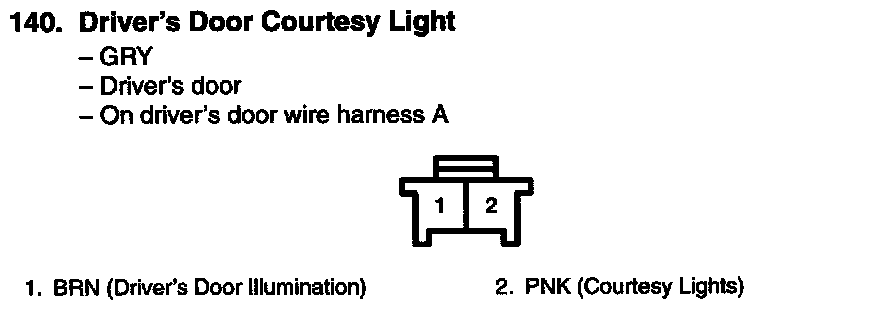 140. Driver's Door Courtesy Light
– GRY
– Driver's door
– On driver's door wire harness A
1 2
1. BRN (Driver's Door Illumination) 2. PNK (Courtesy Lights)